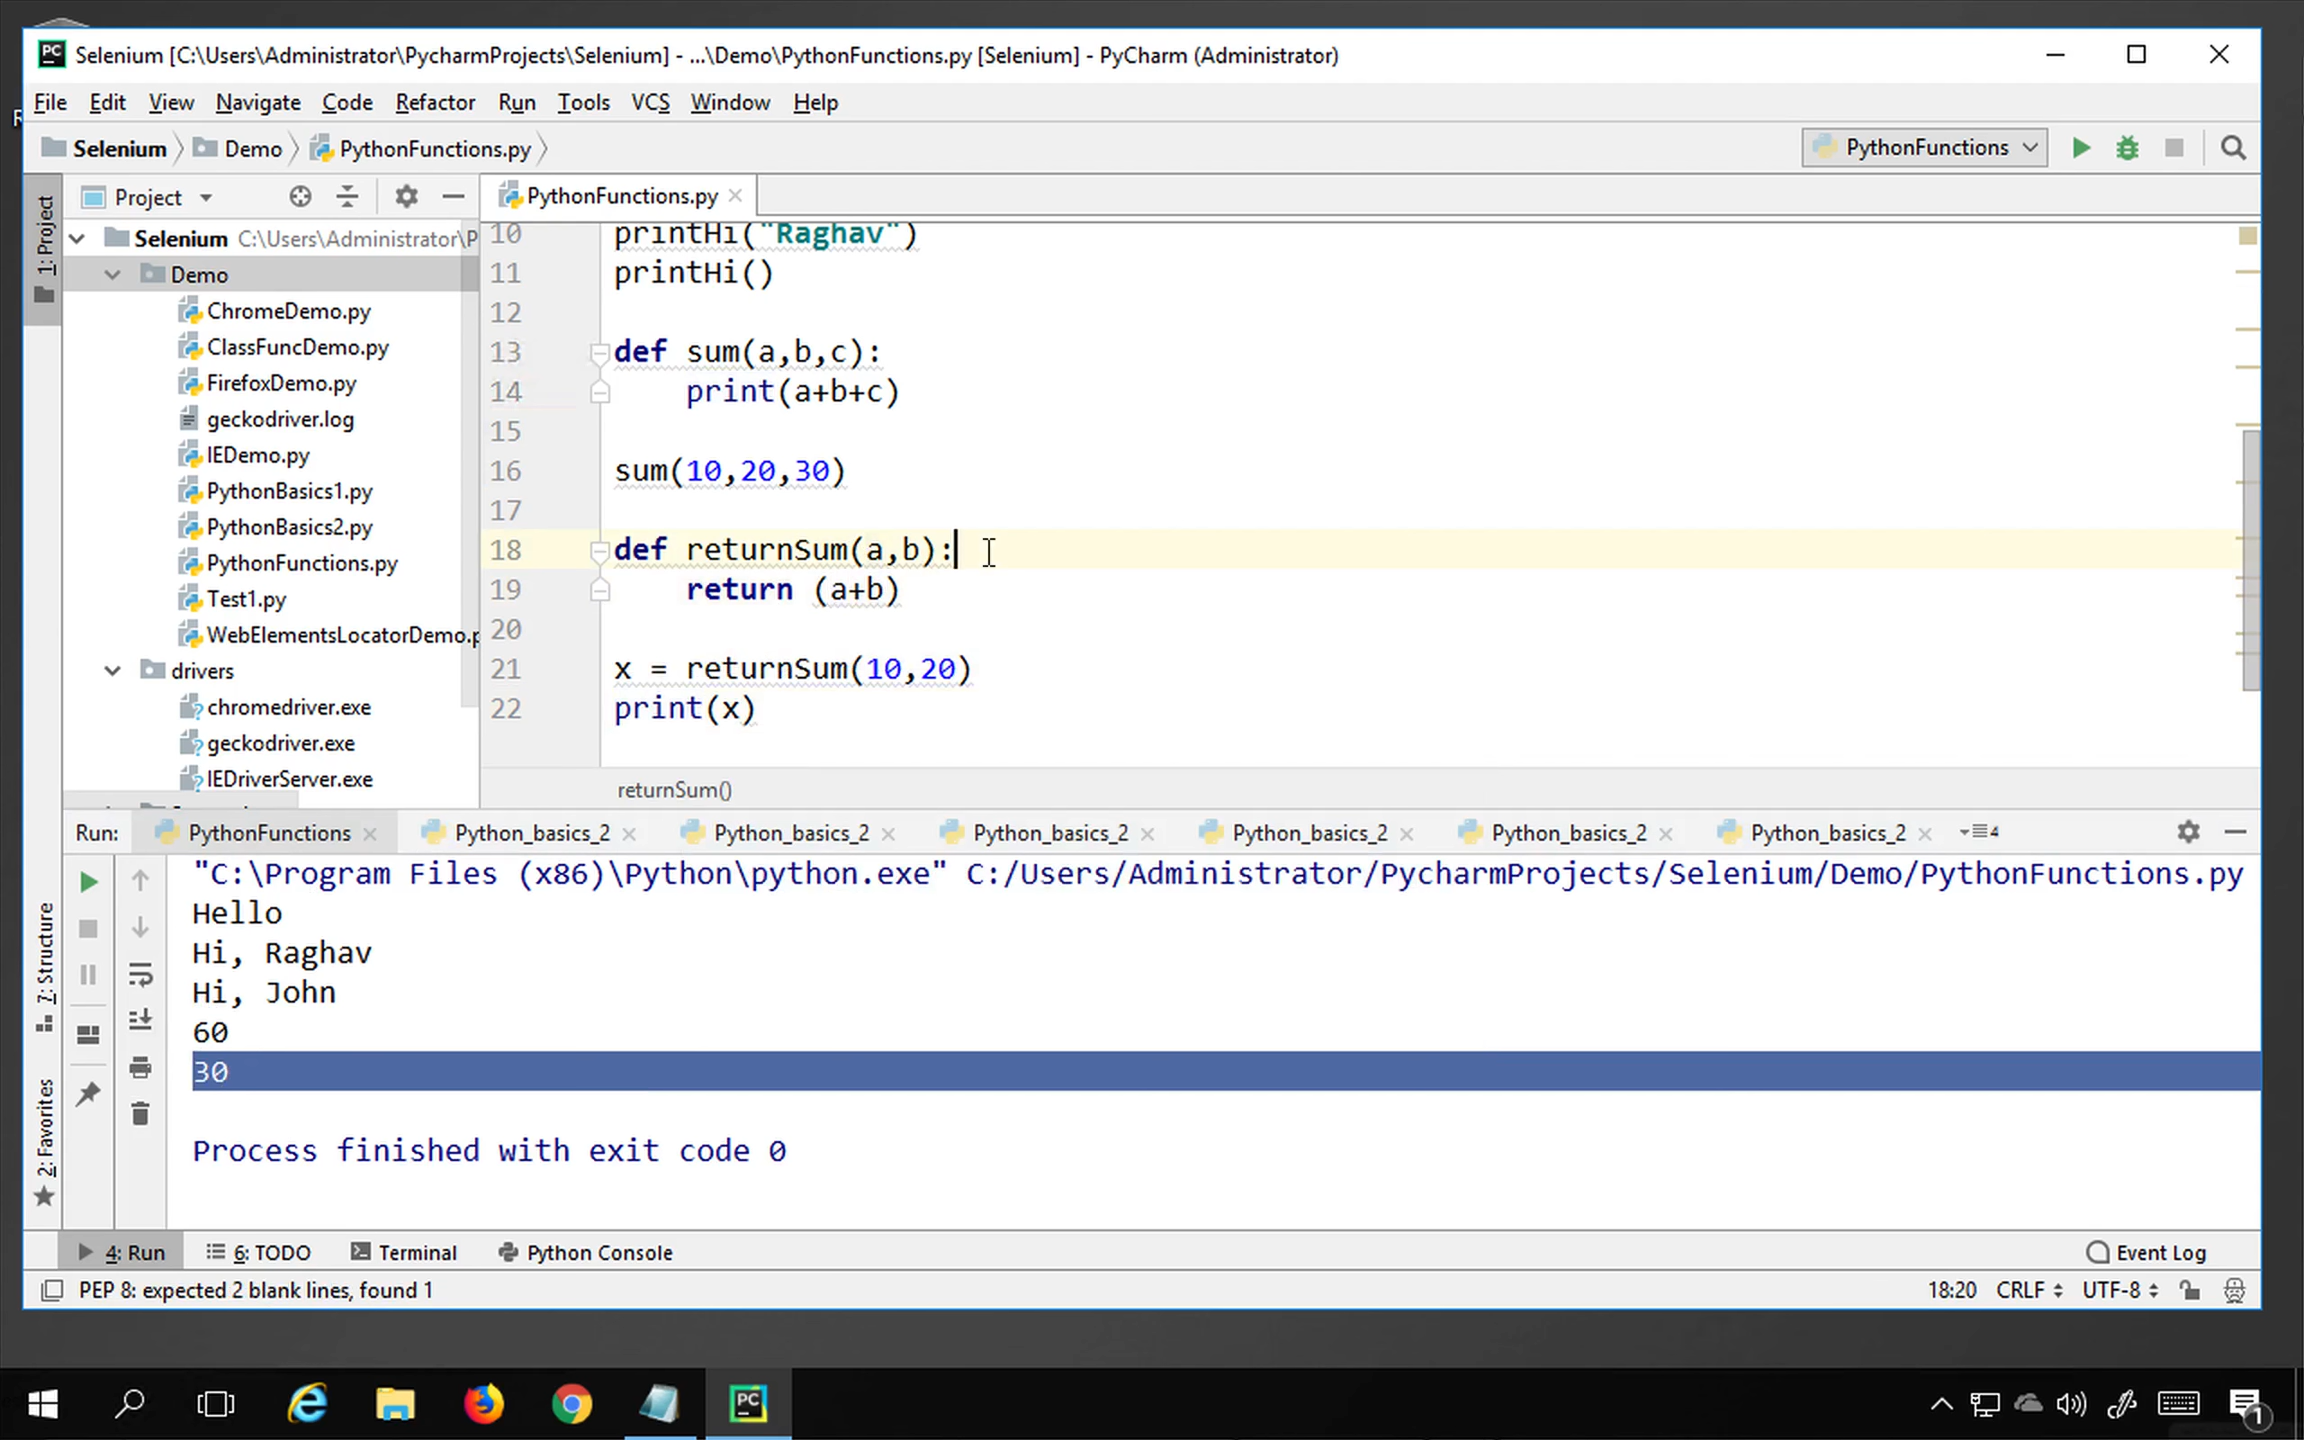 Selenium [C:\Users\Administrator\PycharmProjects\Selenium] - ...\Demo\PythonFunctions.py [Selenium] - PyCharm (Administrator)
File Edit View Navigate Code Refactor Run Tools VCS Window Help
Selenium Demo PythonFunctions.py PythonFunctions
Project PythonFunctions.py
1: Project
Selenium C:\Users\Administrator\P
Demo
ChromeDemo.py
ClassFuncDemo.py
FirefoxDemo.py
geckodriver.log
IEDemo.py
PythonBasics1.py
PythonBasics2.py
PythonFunctions.py
Test1.py
WebElementsLocatorDemo.p
drivers
chromedriver.exe
geckodriver.exe
IEDriverServer.exe
10 printHi("Raghav")
11 printHi()
12
13 def sum(a,b,c):
14 print(a+b+c)
15
16 sum(10,20,30)
17
18 def returnSum(a,b):
19 return (a+b)
20
21 x = returnSum(10,20)
22 print(x)
returnSum()
Run: PythonFunctions Python_basics_2 Python_basics_2 Python_basics_2 Python_basics_2 Python_basics_2 Python_basics_2 4
"C:\Program Files (x86)\Python\python.exe" C:/Users/Administrator/PycharmProjects/Selenium/Demo/PythonFunctions.py
Hello
Hi, Raghav
Hi, John
60
30
Process finished with exit code 0
7: Structure
2: Favorites
4: Run 6: TODO Terminal Python Console Event Log
PEP 8: expected 2 blank lines, found 1 18:20 CRLF UTF-8
PC
1